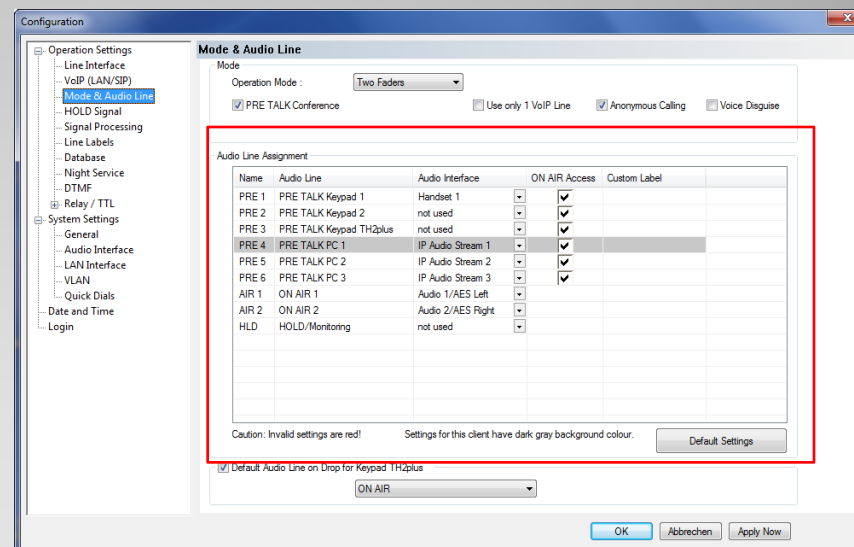 Configuration
Operation Settings
Line Interface
VoIP (LAN/SIP)
Mode & Audio Line
HOLD Signal
Signal Processing
Line Labels
Database
Night Service
DTMF
Relay / TTL
System Settings
General
Audio Interface
LAN Interface
VLAN
Quick Dials
Date and Time
Login
Mode & Audio Line
Mode
Operation Mode : Two Faders
PRE TALK Conference Use only 1 VoIP Line Anonymous Calling Voice Disguise
Audio Line Assignment
Name Audio Line Audio Interface ON AIR Access Custom Label
PRE 1 PRE TALK Keypad 1 Handset 1
PRE 2 PRE TALK Keypad 2 not used
PRE 3 PRE TALK Keypad TH2plus not used
PRE 4 PRE TALK PC 1 IP Audio Stream 1
PRE 5 PRE TALK PC 2 IP Audio Stream 2
PRE 6 PRE TALK PC 3 IP Audio Stream 3
AIR 1 ON AIR 1 Audio 1/AES Left
AIR 2 ON AIR 2 Audio 2/AES Right
HLD HOLD/Monitoring not used
Caution: Invalid settings are red! Settings for this client have dark gray background colour. Default Settings
Default Audio Line on Drop for Keypad TH2plus
ON AIR
OK Abbrechen Apply Now